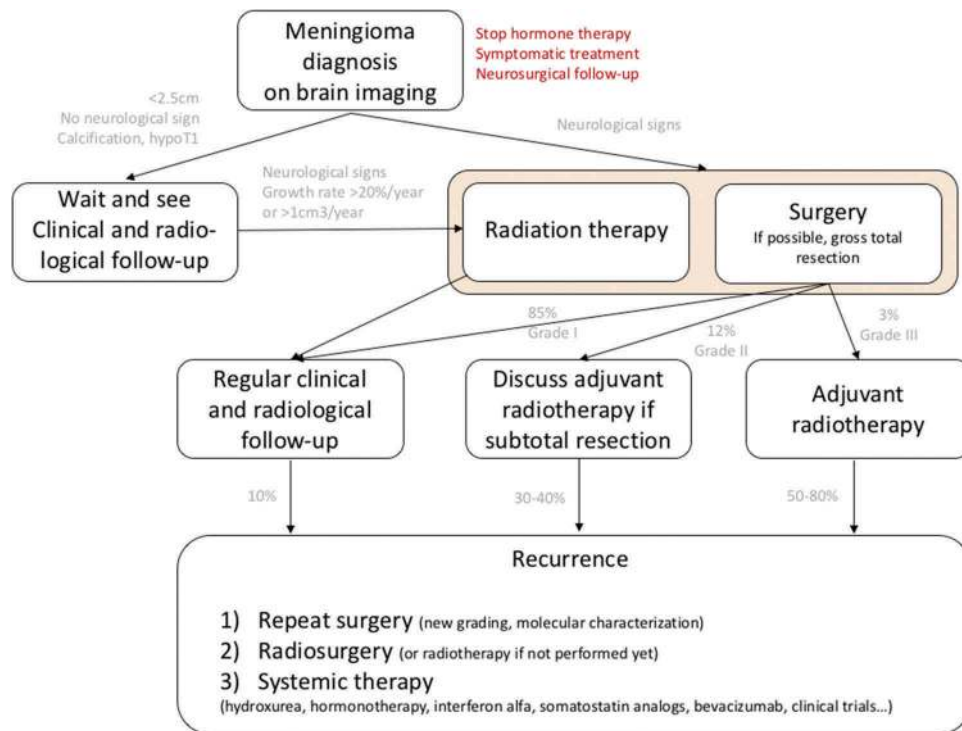 Meningioma
diagnosis
on brain imaging
Stop hormone therapy
Symptomatic treatment
Neurosurgical follow-up
<2.5cm
No neurological sign
Calcification, hypoT1
Neurological signs
Wait and see
Clinical and radio-
logical follow-up
Neurological signs
Growth rate >20%/year
or >1cm3/year
Radiation therapy
Surgery
If possible, gross total
resection
85%
Grade I
12%
Grade II
3%
Grade III
Regular clinical
and radiological
follow-up
Discuss adjuvant
radiotherapy if
subtotal resection
Adjuvant
radiotherapy
10%
30-40%
50-80%
Recurrence
1) Repeat surgery (new grading, molecular characterization)
2) Radiosurgery (or radiotherapy if not performed yet)
3) Systemic therapy
(hydroxurea, hormonotherapy, interferon alfa, somatostatin analogs, bevacizumab, clinical trials...)